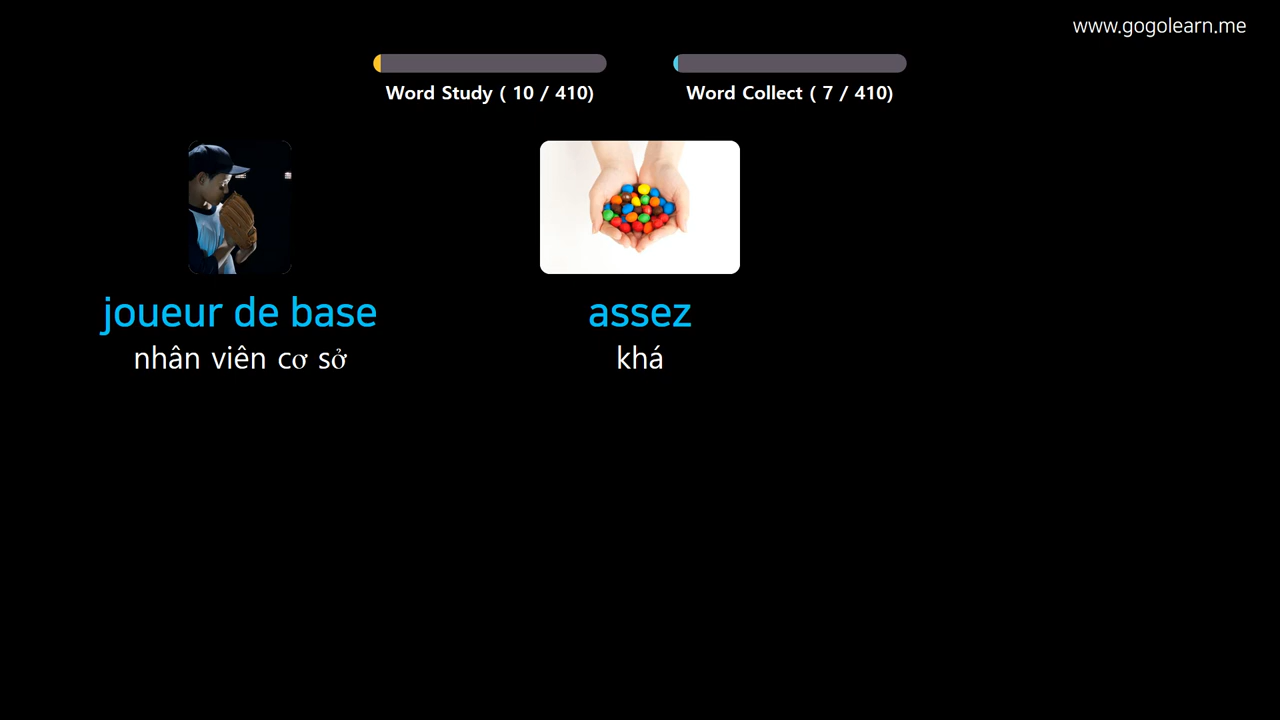 www.gogolearn.me
Word Study ( 10 / 410)
Word Collect ( 7 / 410)
joueur de base
nhân viên cơ sở
assez
khá